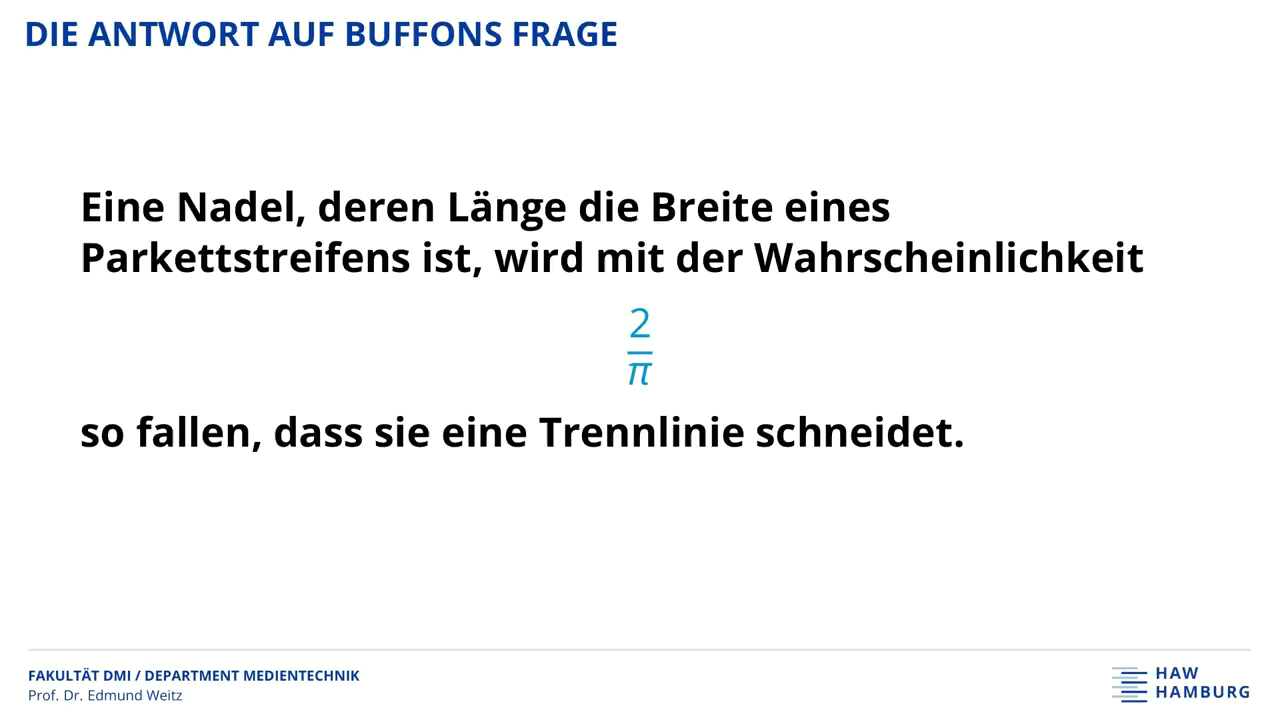 DIE ANTWORT AUF BUFFONS FRAGE
Eine Nadel, deren Länge die Breite eines
Parkettstreifens ist, wird mit der Wahrscheinlichkeit
2
π
so fallen, dass sie eine Trennlinie schneidet.
FAKULTÄT DMI / DEPARTMENT MEDIENTECHNIK
Prof. Dr. Edmund Weitz
HAW
HAMBURG